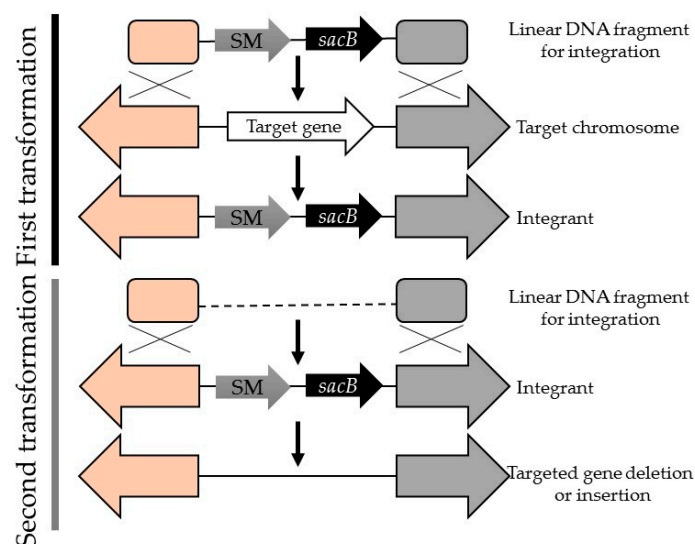 First transformation
SM
sacB
Linear DNA fragment
for integration
Target gene
Target chromosome
SM
sacB
Integrant
Second transformation
Linear DNA fragment
for integration
SM
sacB
Integrant
Targeted gene deletion
or insertion